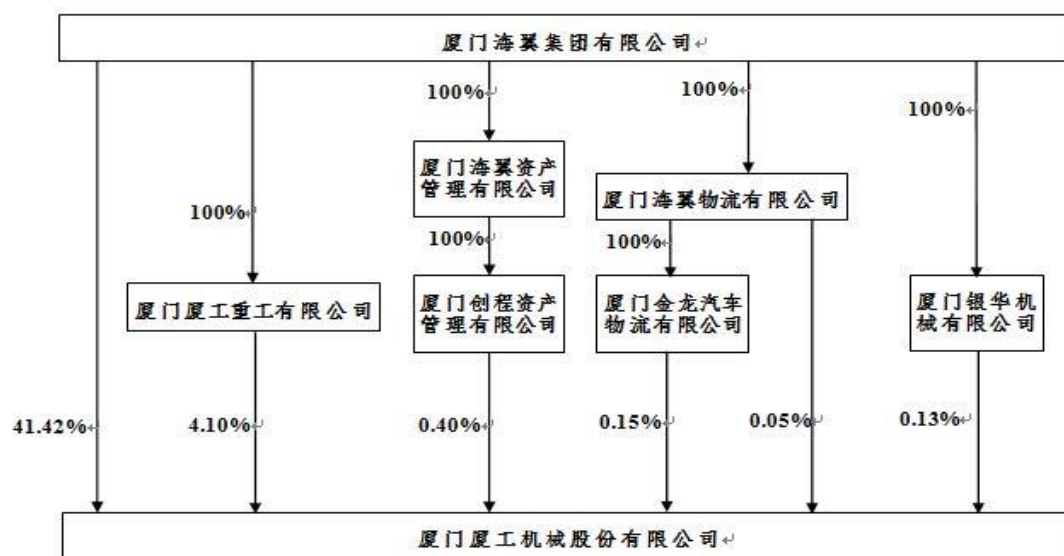 厦门海翼集团有限公司
100%
100%
100%
厦门海翼资产
管理有限公司
厦门海翼物流有限公司
100%
100%
100%
厦门厦工重工有限公司
厦门创程资产
管理有限公司
厦门金龙汽车
物流有限公司
厦门银华机
械有限公司
41.42%
4.10%
0.40%
0.15%
0.05%
0.13%
厦门厦工机械股份有限公司